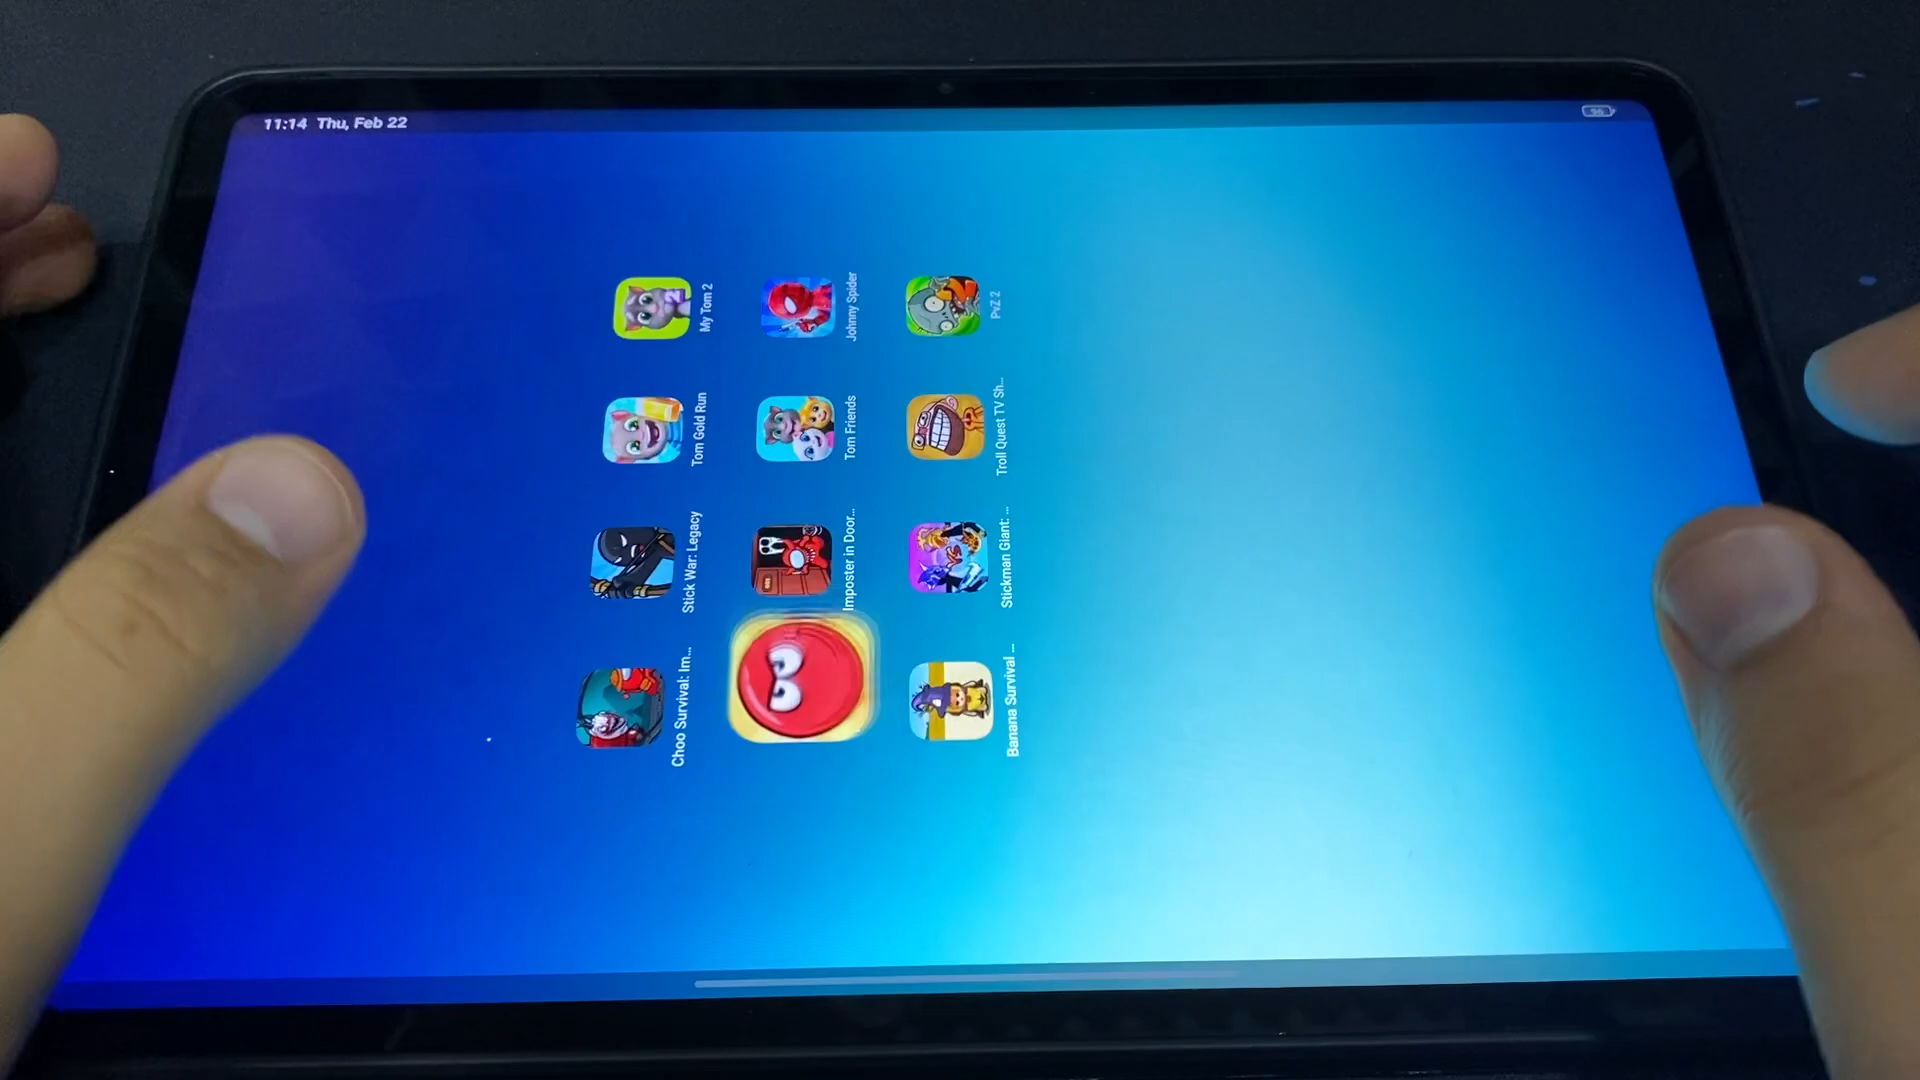 11:14 Thu, Feb 22
My Tom 2
Johnny Spider
PvZ 2
Tom Gold Run
Tom Friends
Troll Quest TV Sh...
Stick War: Legacy
Imposter in Door...
Stickman Giant: ...
Choo Survival: Im...
Banana Survival ...